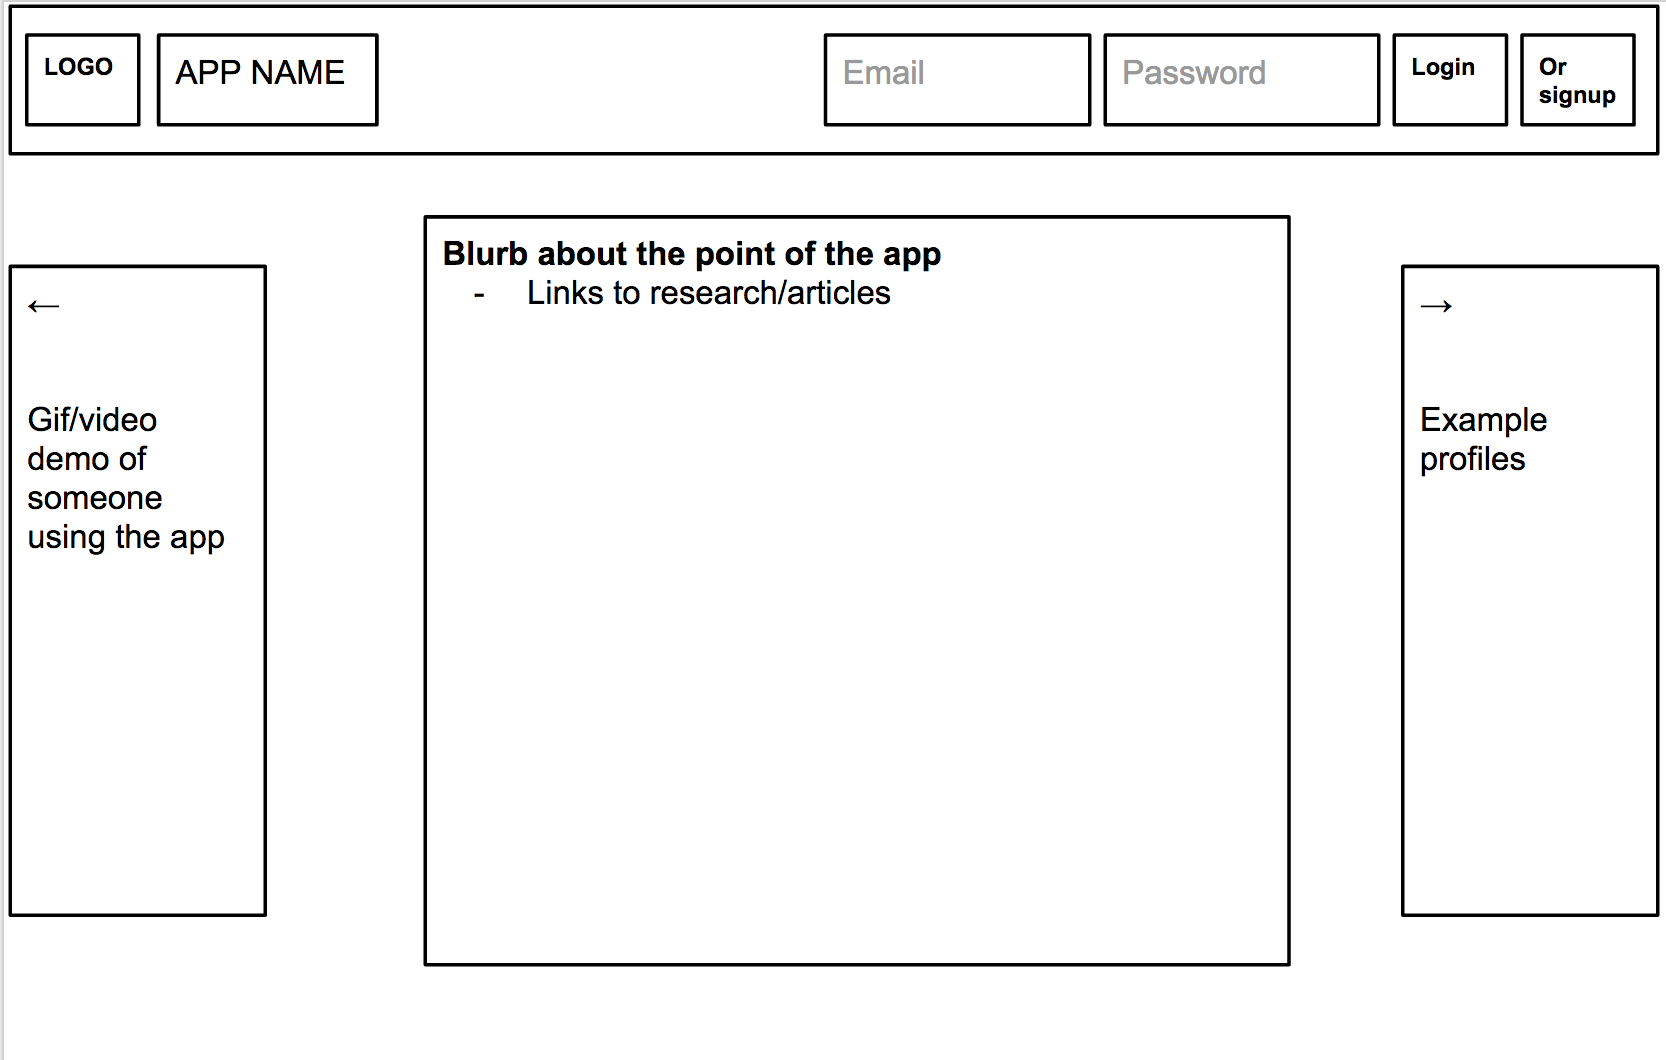 LOGO
APP NAME
Email
Password
Login
Or
signup
Blurb about the point of the app
- Links to research/articles
←
Gif/video
demo of
someone
using the app
→
Example
profiles